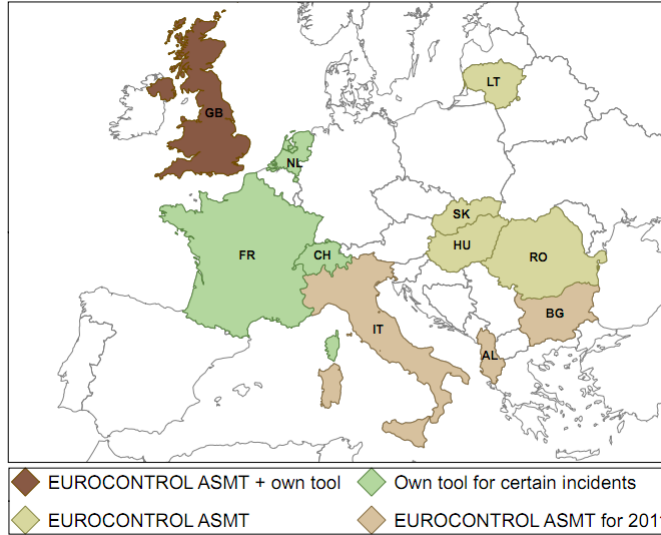 LT
GB
NL
SK
HU
FR
CH
RO
BG
IT
AL
EUROCONTROL ASMT + own tool
Own tool for certain incidents
EUROCONTROL ASMT
EUROCONTROL ASMT for